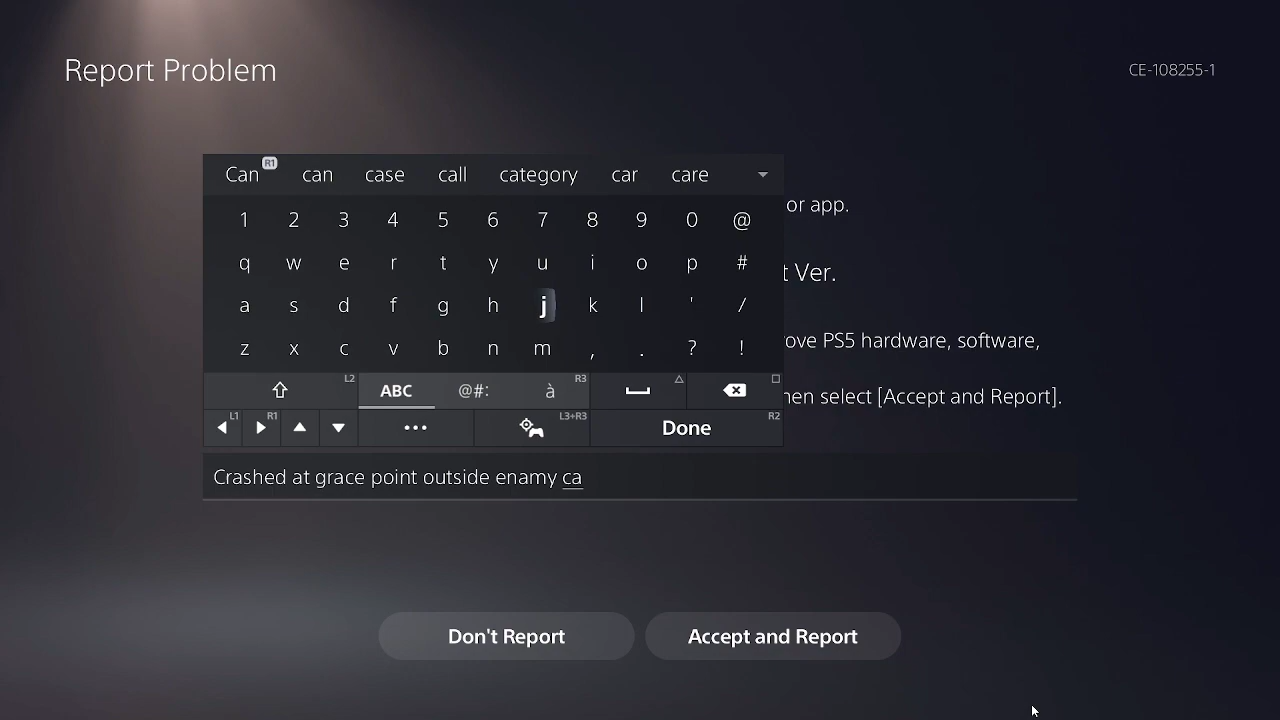 Report Problem
CE-108255-1
Can R1 can case call category car care
or app.
1 2 3 4 5 6 7 8 9 0 @
q w e r t y u i o p #
t Ver.
a s d f g h j k l ' /
z x c v b n m , . ? !
ove PS5 hardware, software,
L2 ABC @#: à R3
hen select [Accept and Report].
L1 R1 ••• L3+R3 Done R2
Crashed at grace point outside enamy ca
Don't Report Accept and Report